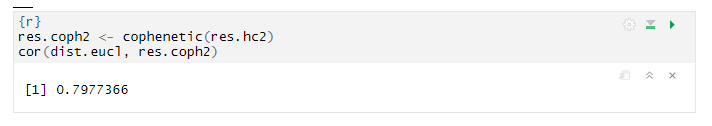 {r}
res.coph2 <- cophenetic(res.hc2)
cor(dist.eucl, res.coph2)
[1] 0.7977366